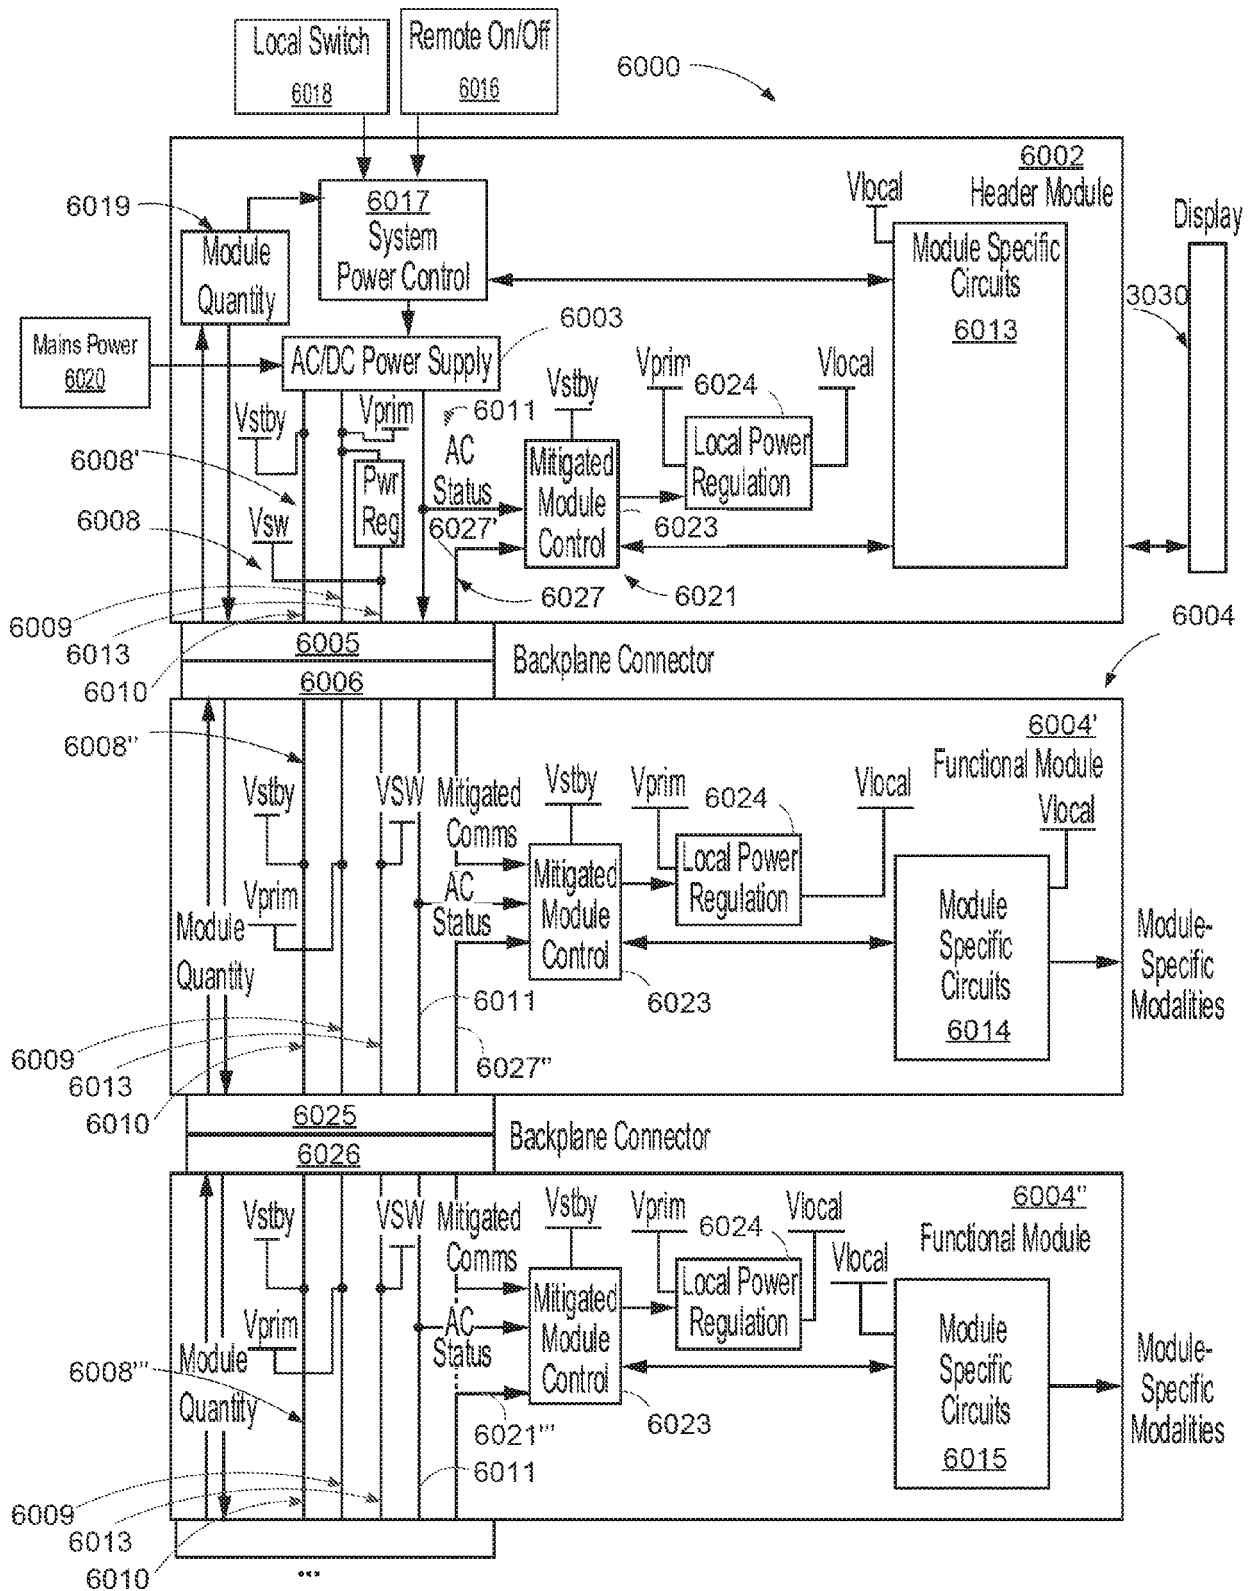 Local Switch
6018
Remote On/Off
6016
6000
6002
Header Module
6019
6017
System
Power Control
Module
Quantity
Vlocal
Module Specific
Circuits
6013
Display
3030
Mains Power
6020
AC/DC Power Supply
6003
Vstby
Vprim
6011
AC
Status
Vstby
Vprim
6024
Vlocal
Mitigated
Module
Control
Local Power
Regulation
6008'
Pwr
Reg
6008
Vsw
6027'
6023
6027
6021
6009
6013
6010
6005
6006
Backplane Connector
6004
6008''
6004'
Functional Module
Vstby
VSW
Mitigated
Comms
Vstby
Vprim
6024
Vlocal
Vlocal
Vprim
AC
Status
Mitigated
Module
Control
Local Power
Regulation
Module
Quantity
Module
Specific
Circuits
6014
Module-
Specific
Modalities
6011
6023
6009
6013
6010
6027''
6025
6026
Backplane Connector
6004''
Functional Module
Vstby
VSW
Mitigated
Comms
Vstby
Vprim
6024
Vlocal
Vlocal
Vprim
AC
Status
Mitigated
Module
Control
Local Power
Regulation
6008'''
Module
Quantity
Module
Specific
Circuits
6015
Module-
Specific
Modalities
6021'''
6023
6011
6009
6013
6010
...